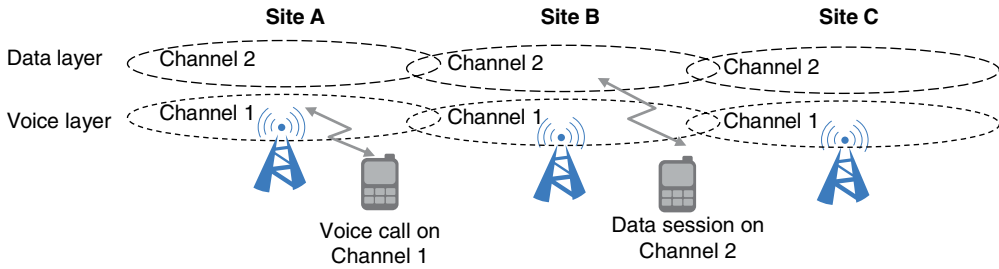 Site A
Site B
Site C
Data layer
Channel 2
Channel 2
Channel 2
Voice layer
Channel 1
Channel 1
Channel 1
Voice call on
Channel 1
Data session on
Channel 2